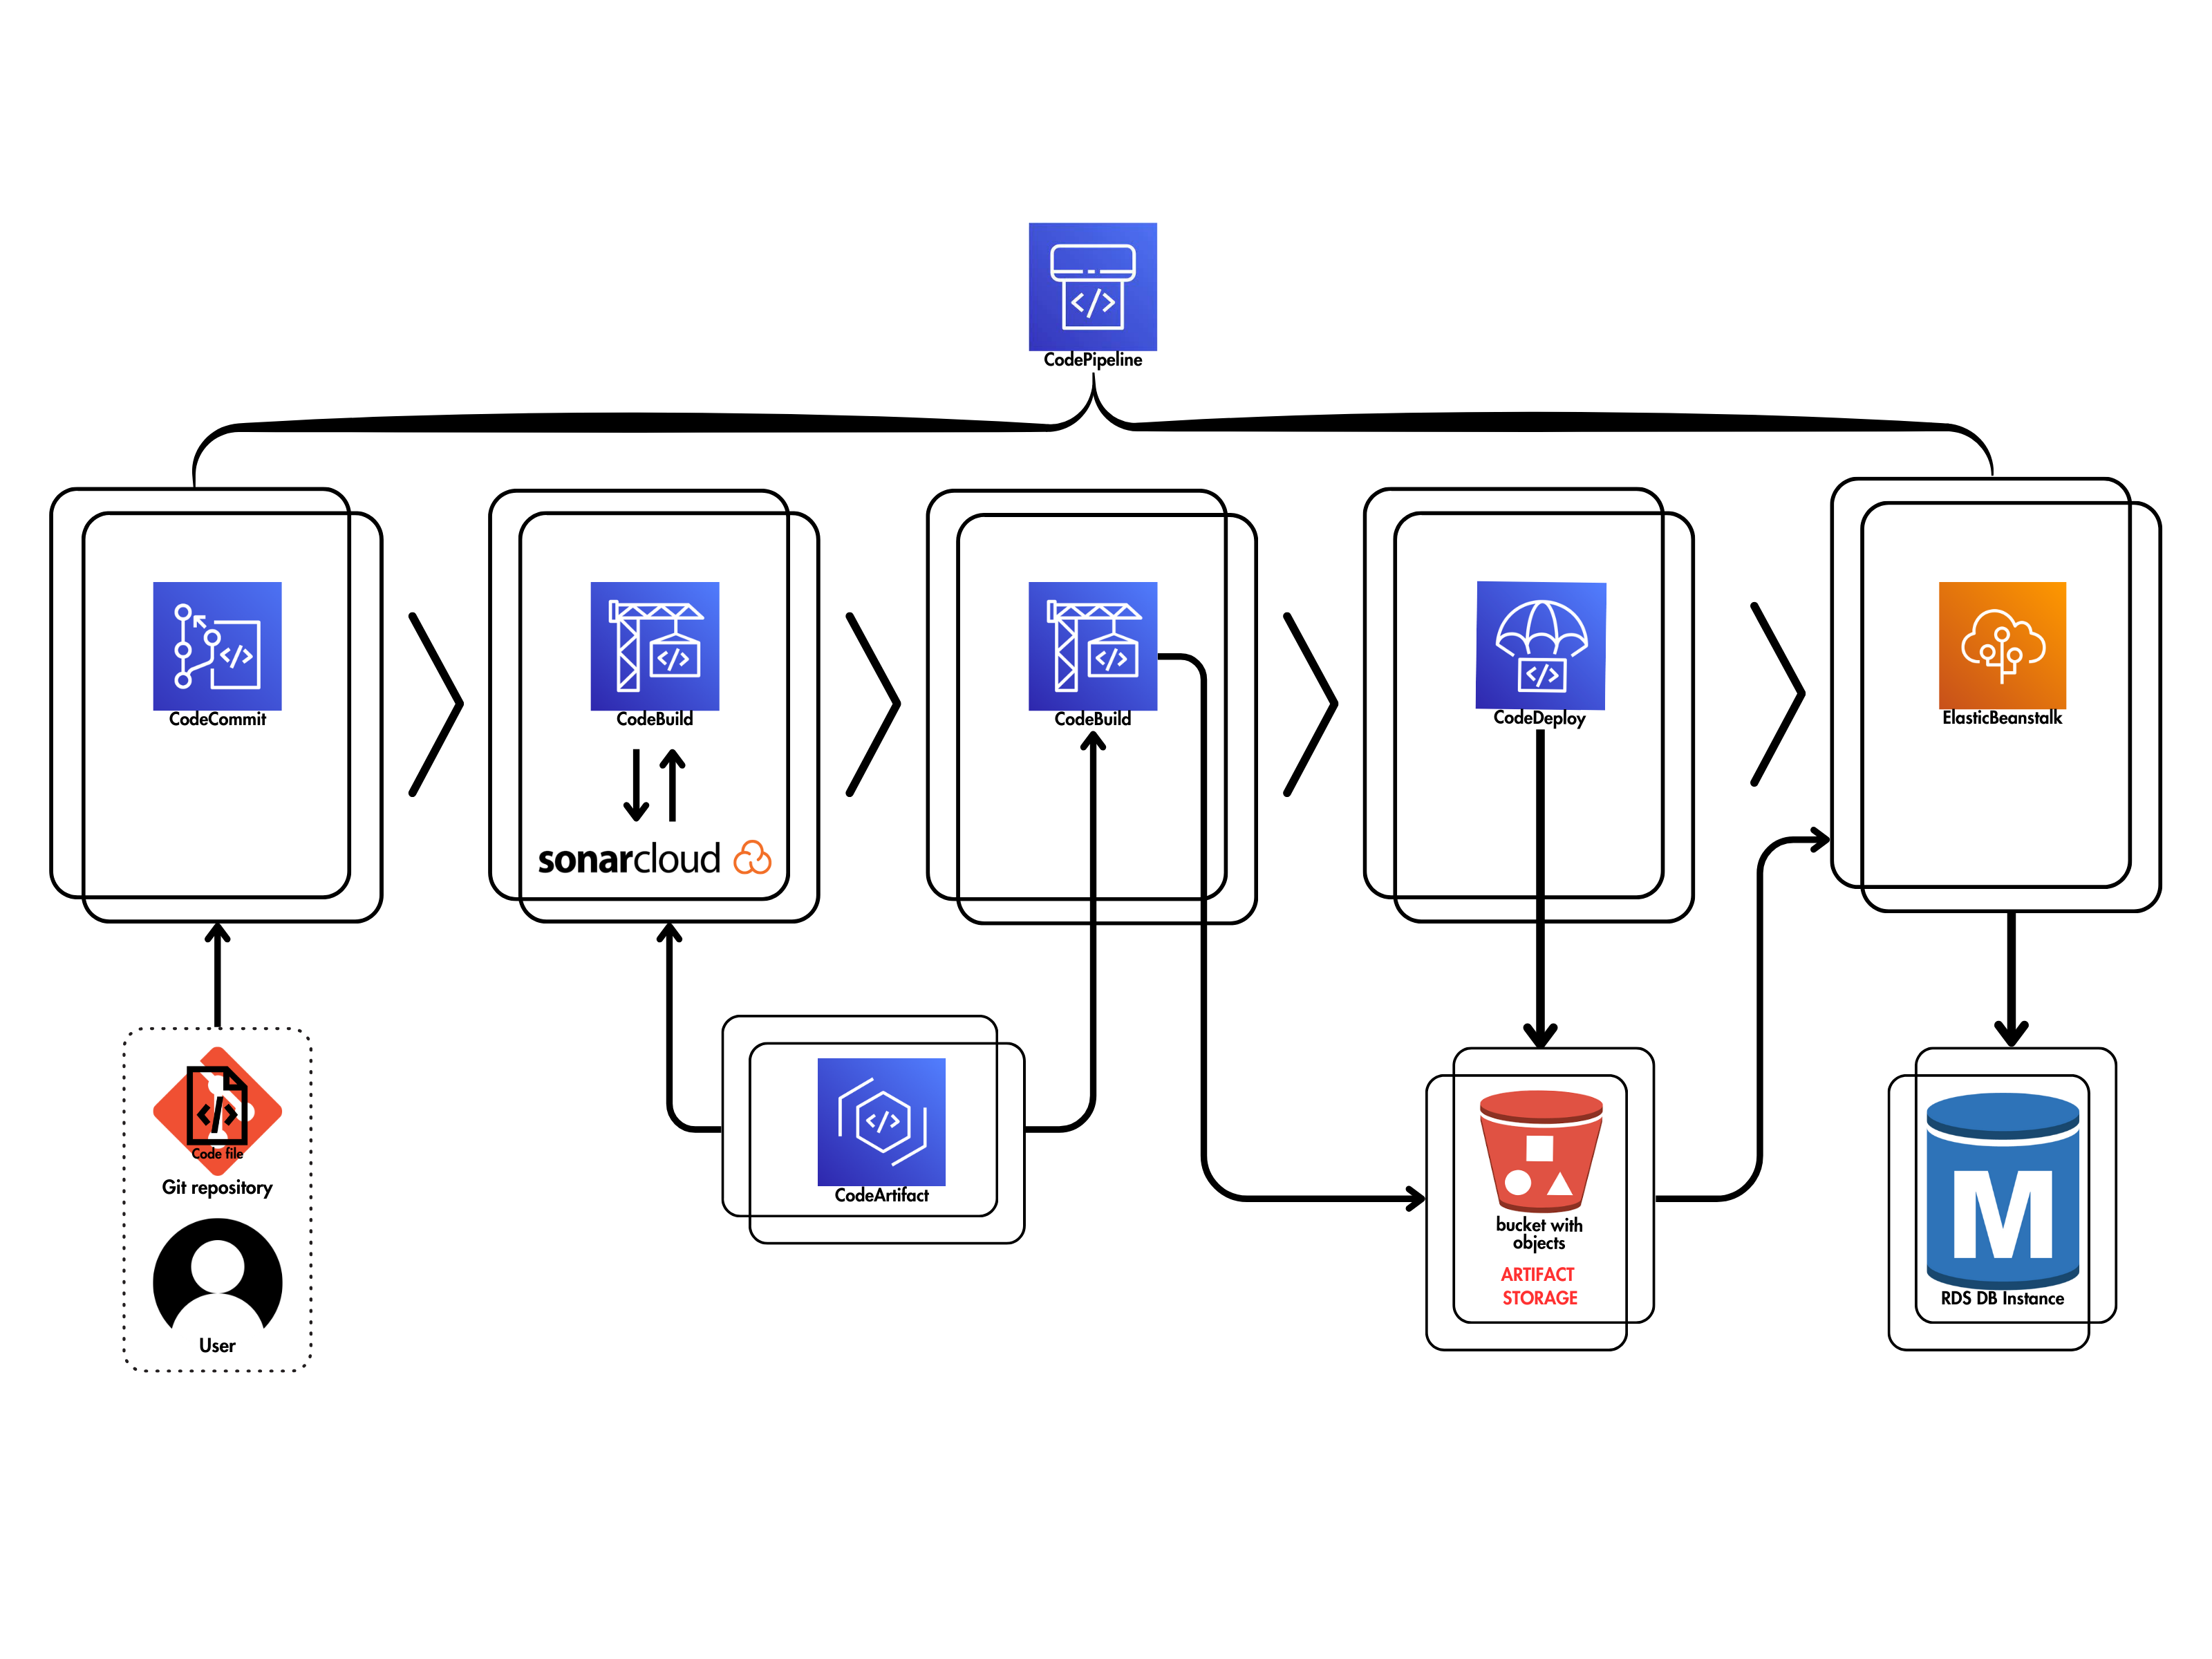 CodePipeline
CodeCommit
CodeBuild
CodeBuild
CodeDeploy
ElasticBeanstalk
sonarcloud
Code file
Git repository
User
CodeArtifact
bucket with
objects
ARTIFACT
STORAGE
M
RDS DB Instance